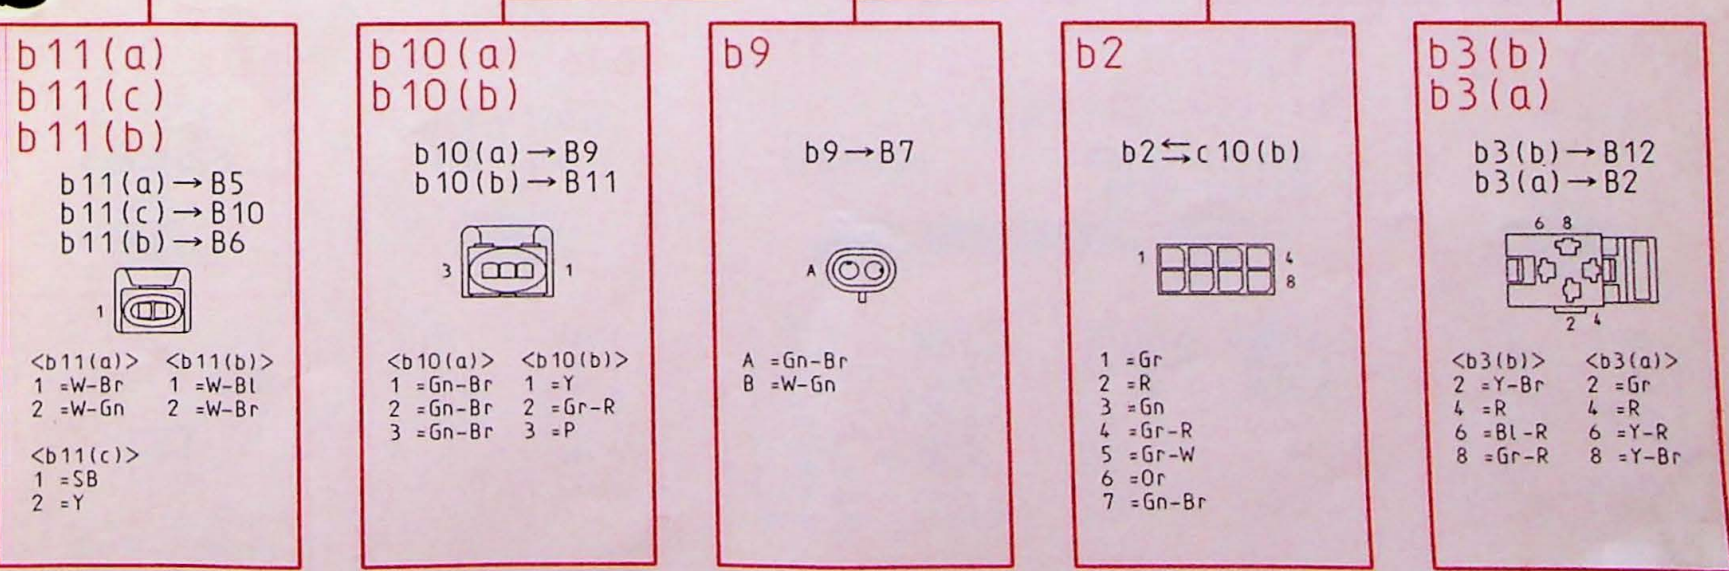 b11(a)
b11(c)
b11(b)
b11(a)→B5
b11(c)→B10
b11(b)→B6
1
<b11(a)> <b11(b)>
1 =W-Br 1 =W-Bl
2 =W-Gn 2 =W-Br
<b11(c)>
1 =SB
2 =Y
b10(a)
b10(b)
b10(a)→B9
b10(b)→B11
3 1
<b10(a)> <b10(b)>
1 =Gn-Br 1 =Y
2 =Gn-Br 2 =Gr-R
3 =Gn-Br 3 =P
b9
b9→B7
A
A =Gn-Br
B =W-Gn
b2
b2⇆c10(b)
1 4
8
1 =Gr
2 =R
3 =Gn
4 =Gr-R
5 =Gr-W
6 =Or
7 =Gn-Br
b3(b)
b3(a)
b3(b)→B12
b3(a)→B2
6 8
2 4
<b3(b)> <b3(a)>
2 =Y-Br 2 =Gr
4 =R 4 =R
6 =Bl-R 6 =Y-R
8 =Gr-R 8 =Y-Br